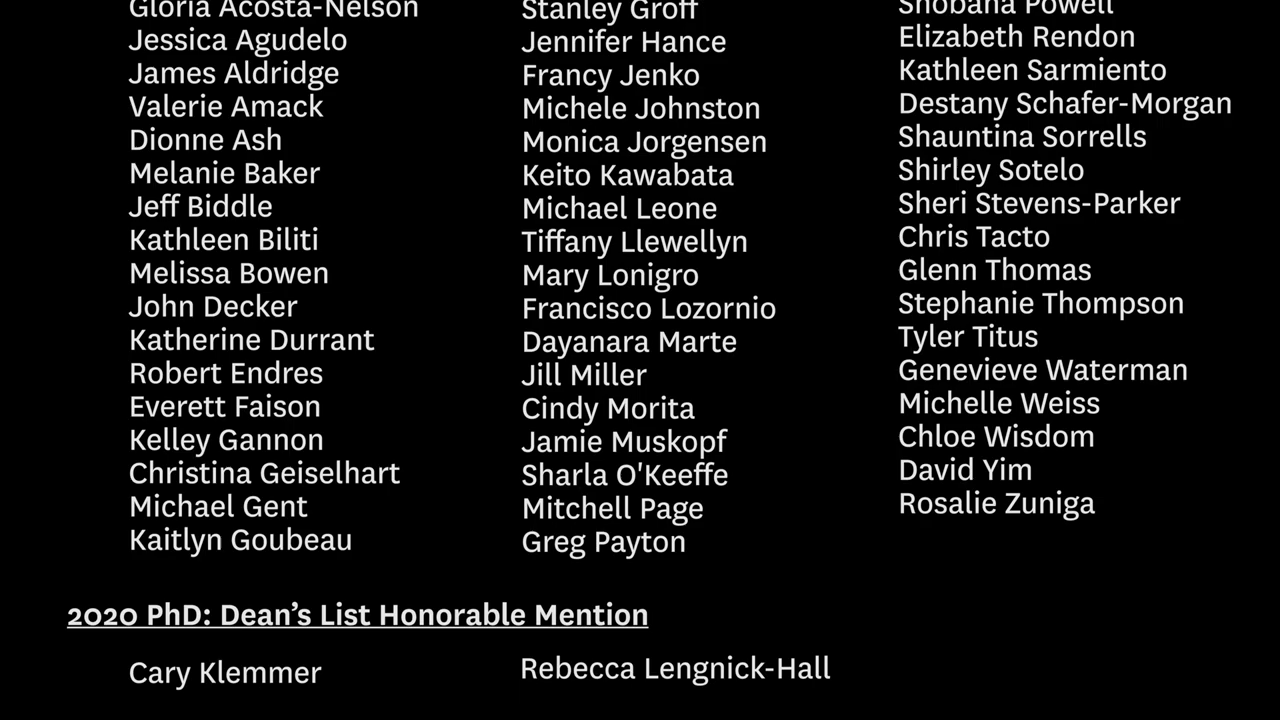 Gloria Acosta-Nelson
Jessica Agudelo
James Aldridge
Valerie Amack
Dionne Ash
Melanie Baker
Jeff Biddle
Kathleen Biliti
Melissa Bowen
John Decker
Katherine Durrant
Robert Endres
Everett Faison
Kelley Gannon
Christina Geiselhart
Michael Gent
Kaitlyn Goubeau
Stanley Groff
Jennifer Hance
Francy Jenko
Michele Johnston
Monica Jorgensen
Keito Kawabata
Michael Leone
Tiffany Llewellyn
Mary Lonigro
Francisco Lozornio
Dayanara Marte
Jill Miller
Cindy Morita
Jamie Muskopf
Sharla O'Keeffe
Mitchell Page
Greg Payton
Shobana Powell
Elizabeth Rendon
Kathleen Sarmiento
Destany Schafer-Morgan
Shauntina Sorrells
Shirley Sotelo
Sheri Stevens-Parker
Chris Tacto
Glenn Thomas
Stephanie Thompson
Tyler Titus
Genevieve Waterman
Michelle Weiss
Chloe Wisdom
David Yim
Rosalie Zuniga
2020 PhD: Dean’s List Honorable Mention
Cary Klemmer
Rebecca Lengnick-Hall